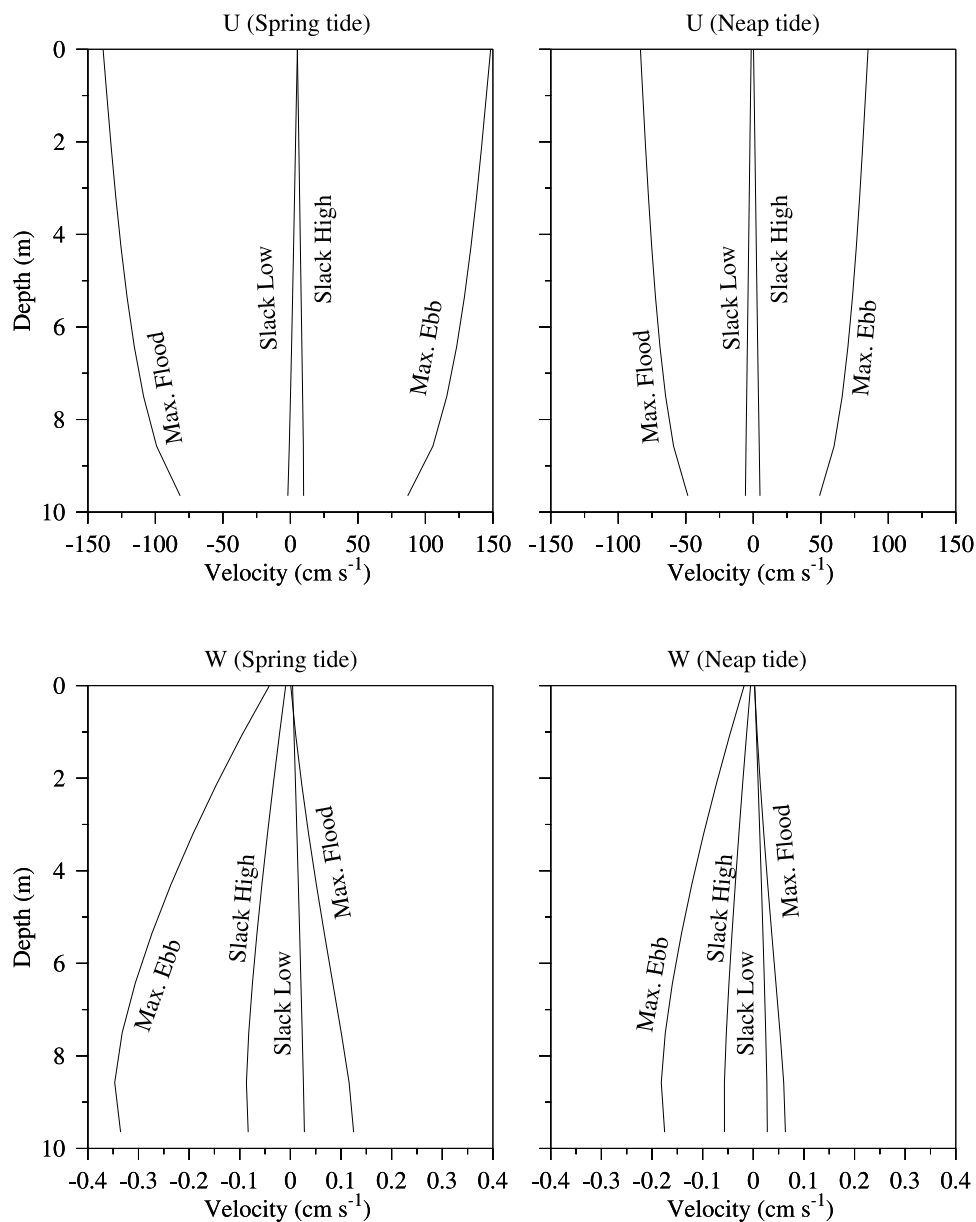 U (Spring tide)
U (Neap tide)
0
2
4
6
8
10
Depth (m)
Max. Flood
Slack Low
Slack High
Max. Ebb
Max. Flood
Slack Low
Slack High
Max. Ebb
-150 -100 -50 0 50 100 150
-150 -100 -50 0 50 100 150
Velocity (cm s-1)
Velocity (cm s-1)
W (Spring tide)
W (Neap tide)
0
2
4
6
8
10
Depth (m)
Max. Ebb
Slack High
Slack Low
Max. Flood
Max. Ebb
Slack High
Slack Low
Max. Flood
-0.4 -0.3 -0.2 -0.1 0 0.1 0.2 0.3 0.4
-0.4 -0.3 -0.2 -0.1 0 0.1 0.2 0.3 0.4
Velocity (cm s-1)
Velocity (cm s-1)